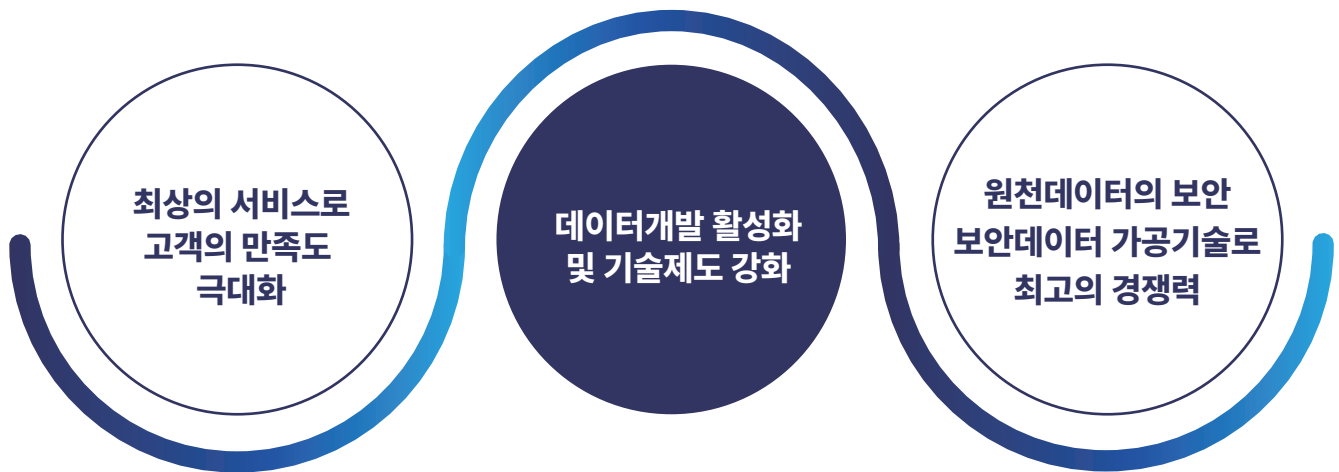 최상의 서비스로
고객의 만족도
극대화
데이터개발 활성화
및 기술제도 강화
원천데이터의 보안
보안데이터 가공기술로
최고의 경쟁력